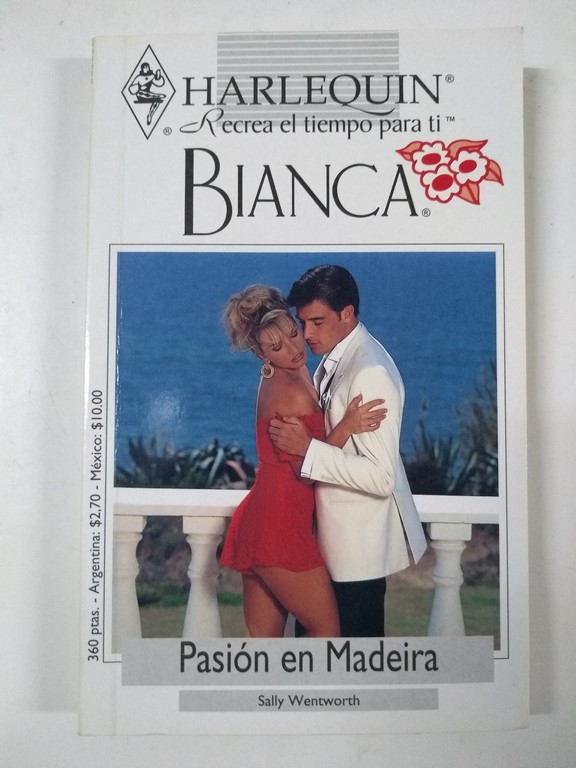 HARLEQUIN®
® Recrea el tiempo para ti™
BIANCA®
360 ptas. - Argentina: $2,70 - México: $10.00
Pasión en Madeira
Sally Wentworth